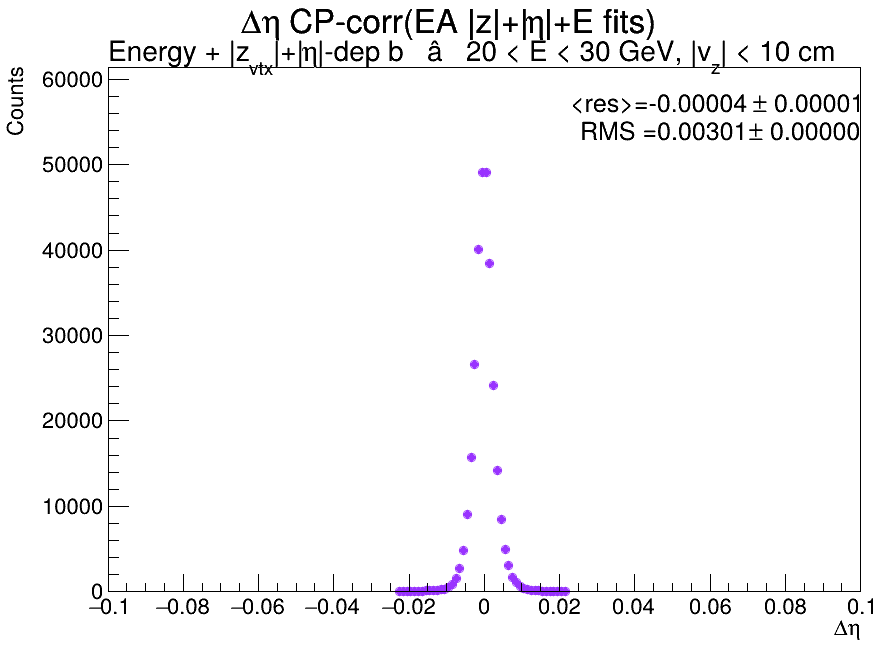 Δη CP-corr(EA |z|+|η|+E fits)
Energy + |z_vtx|+|η|-dep b â 20 < E < 30 GeV, |v_z| < 10 cm
Counts
<res>=-0.00004 ± 0.00001
RMS =0.00301± 0.00000
60000
50000
40000
30000
20000
10000
0
−0.1 −0.08 −0.06 −0.04 −0.02 0 0.02 0.04 0.06 0.08 0.1
Δη